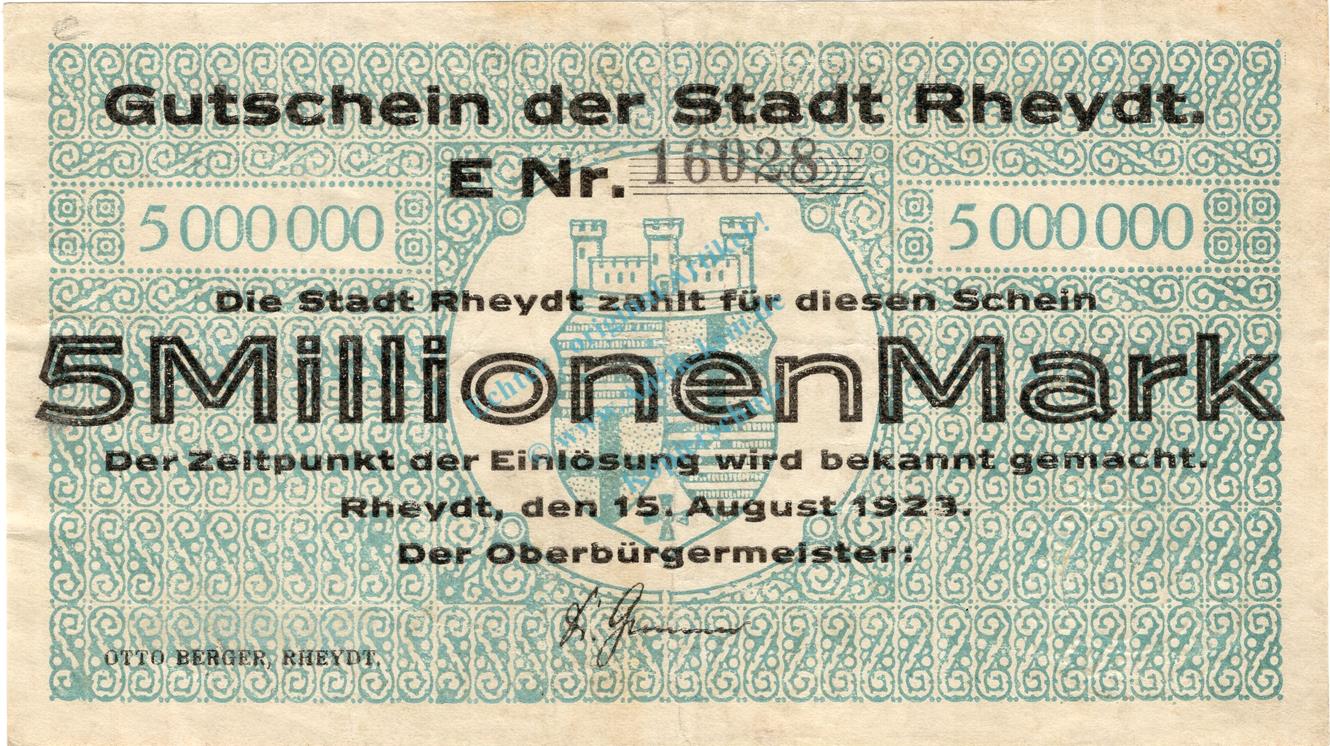 Gutschein der Stadt Rheydt.
E Nr. 16028
5 000 000 5 000 000
Die Stadt Rheydt zahlt für diesen Schein
5 Millionen Mark
Der Zeitpunkt der Einlösung wird bekannt gemacht.
Rheydt, den 15. August 1923.
Der Oberbürgermeister:
OTTO BERGER, RHEYDT.